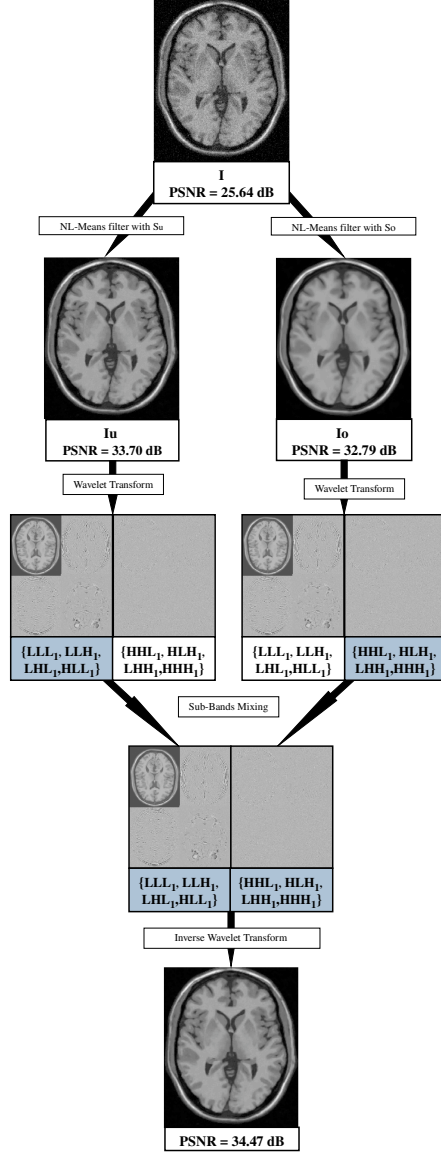 I
PSNR = 25.64 dB
NL-Means filter with Su
NL-Means filter with So
Iu
PSNR = 33.70 dB
Io
PSNR = 32.79 dB
Wavelet Transform
Wavelet Transform
{LLL₁, LLH₁,
LHL₁,HLL₁}
{HHL₁, HLH₁,
LHH₁,HHH₁}
{LLL₁, LLH₁,
LHL₁,HLL₁}
{HHL₁, HLH₁,
LHH₁,HHH₁}
Sub-Bands Mixing
{LLL₁, LLH₁,
LHL₁,HLL₁}
{HHL₁, HLH₁,
LHH₁,HHH₁}
Inverse Wavelet Transform
PSNR = 34.47 dB